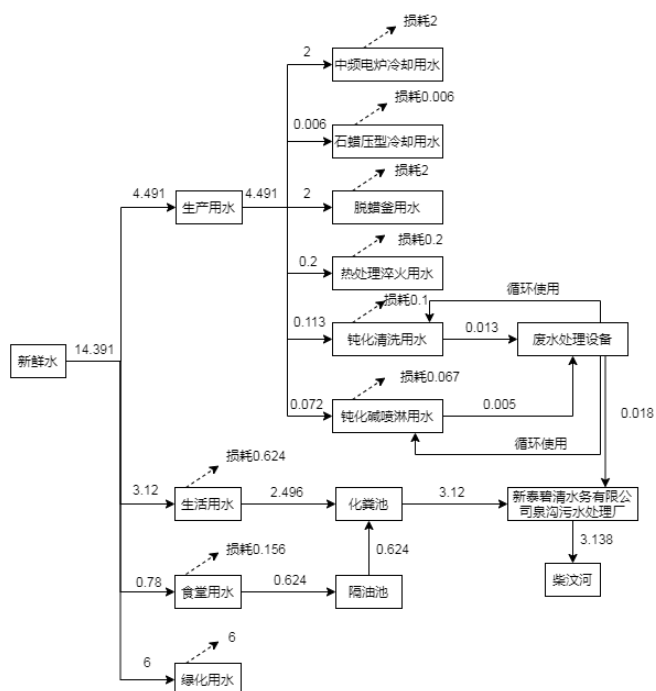 损耗2
2
中频电炉冷却用水
损耗0.006
0.006
石蜡压型冷却用水
损耗2
4.491
生产用水
4.491
2
脱蜡釜用水
损耗0.2
0.2
热处理淬火用水
损耗0.1
循环使用
0.113
钝化清洗用水
0.013
废水处理设备
新鲜水
14.391
损耗0.067
0.072
钝化碱喷淋用水
0.005
0.018
循环使用
损耗0.624
3.12
生活用水
2.496
化粪池
3.12
新泰碧清水务有限公
司泉沟污水处理厂
损耗0.156
0.624
3.138
0.78
食堂用水
0.624
隔油池
柴汶河
6
6
绿化用水